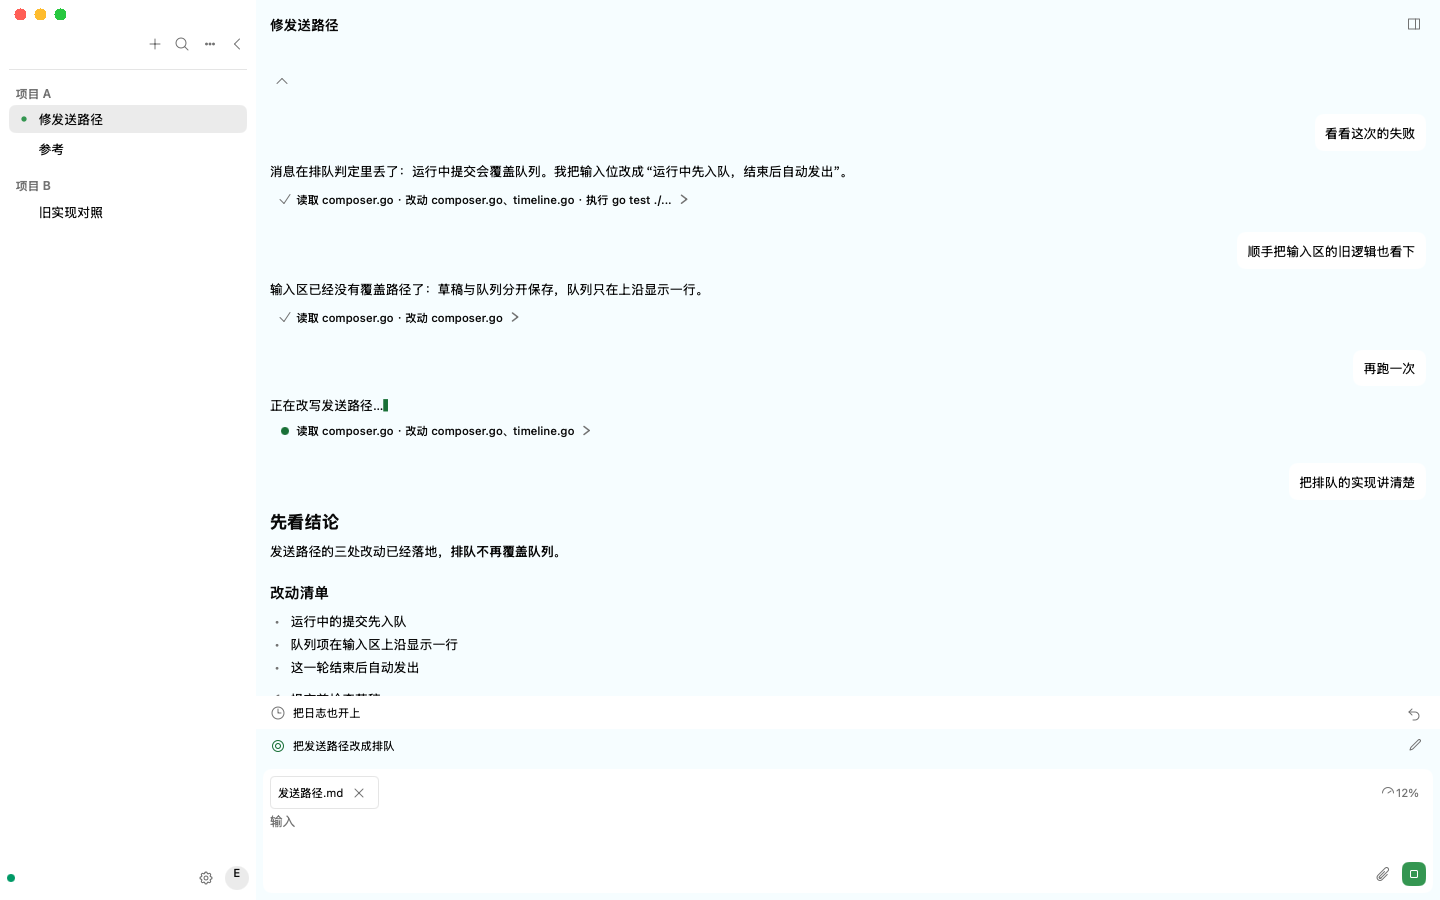 修发送路径
项目 A
修发送路径
参考
项目 B
旧实现对照
看看这次的失败
消息在排队判定里丢了：运行中提交会覆盖队列。我把输入位改成“运行中先入队，结束后自动发出”。
读取 composer.go · 改动 composer.go、timeline.go · 执行 go test ./...
顺手把输入区的旧逻辑也看下
输入区已经没有覆盖路径了：草稿与队列分开保存，队列只在上沿显示一行。
读取 composer.go · 改动 composer.go
再跑一次
正在改写发送路径...
读取 composer.go · 改动 composer.go、timeline.go
把排队的实现讲清楚
先看结论
发送路径的三处改动已经落地，排队不再覆盖队列。
改动清单
• 运行中的提交先入队
• 队列项在输入区上沿显示一行
• 这一轮结束后自动发出
把日志也开上
把发送路径改成排队
发送路径.md
12%
输入
E